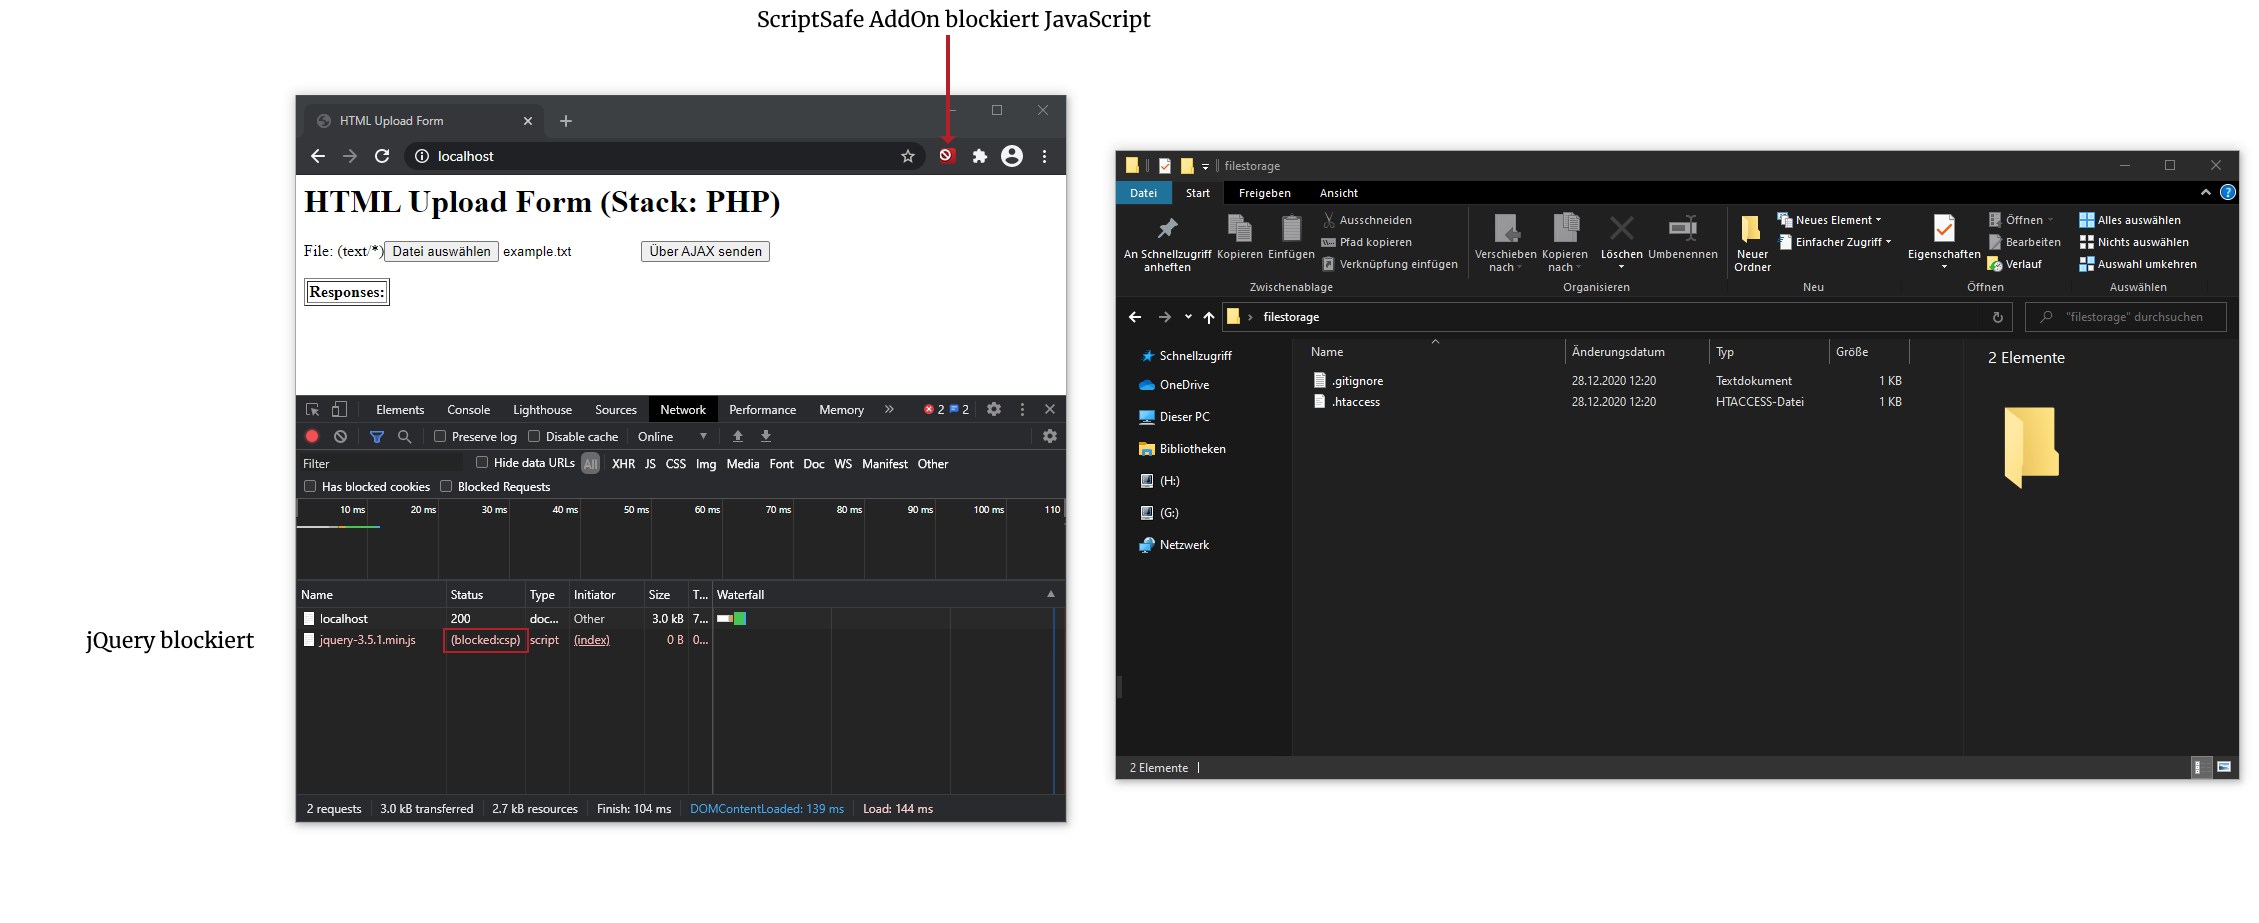 ScriptSafe AddOn blockiert JavaScript
HTML Upload Form
localhost
HTML Upload Form (Stack: PHP)
File: (text/*) Datei auswählen example.txt Über AJAX senden
Responses:
Elements Console Lighthouse Sources Network Performance Memory » 2 2
Preserve log Disable cache Online
Filter Hide data URLs All XHR JS CSS Img Media Font Doc WS Manifest Other
Has blocked cookies Blocked Requests
10 ms 20 ms 30 ms 40 ms 50 ms 60 ms 70 ms 80 ms 90 ms 100 ms 110
Name Status Type Initiator Size T... Waterfall
localhost 200 doc... Other 3.0 kB 7...
jquery-3.5.1.min.js (blocked:csp) script (index) 0 B 0...
jQuery blockiert
2 requests 3.0 kB transferred 2.7 kB resources Finish: 104 ms DOMContentLoaded: 139 ms Load: 144 ms
filestorage
Datei Start Freigeben Ansicht
An Schnellzugriff anheften
Kopieren
Einfügen
Ausschneiden
Pfad kopieren
Verknüpfung einfügen
Zwischenablage
Verschieben nach
Kopieren nach
Löschen
Umbenennen
Organisieren
Neuer Ordner
Neues Element
Einfacher Zugriff
Neu
Eigenschaften
Öffnen
Bearbeiten
Verlauf
Öffnen
Alles auswählen
Nichts auswählen
Auswahl umkehren
Auswählen
filestorage
"filestorage" durchsuchen
Schnellzugriff
OneDrive
Dieser PC
Bibliotheken
(H:)
(G:)
Netzwerk
Name Änderungsdatum Typ Größe
.gitignore 28.12.2020 12:20 Textdokument 1 KB
.htaccess 28.12.2020 12:20 HTACCESS-Datei 1 KB
2 Elemente
2 Elemente